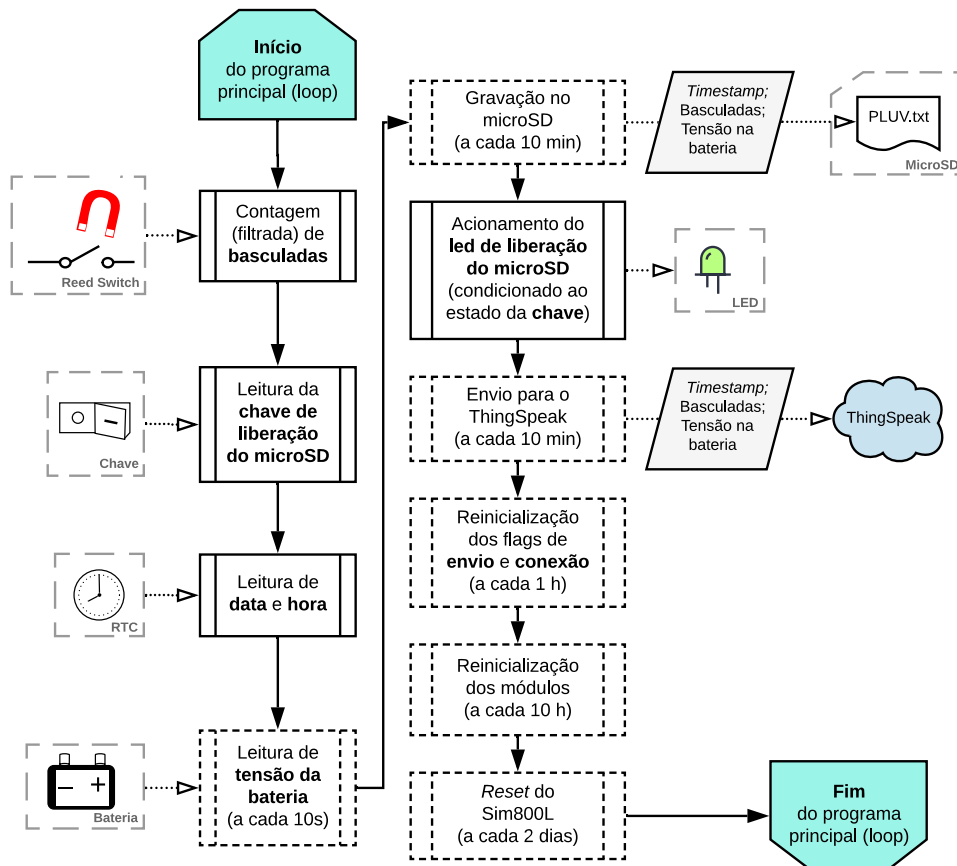 Início
do programa
principal (loop)
Reed Switch
Contagem
(filtrada) de
basculadas
Chave
Leitura da
chave de
liberação
do microSD
RTC
Leitura de
data e hora
Bateria
Leitura de
tensão da
bateria
(a cada 10s)
Gravação no
microSD
(a cada 10 min)
Timestamp;
Basculadas;
Tensão na
bateria
PLUV.txt
MicroSD
Acionamento do
led de liberação
do microSD
(condicionado ao
estado da chave)
LED
Envio para o
ThingSpeak
(a cada 10 min)
Timestamp;
Basculadas;
Tensão na
bateria
ThingSpeak
Reinicialização
dos flags de
envio e conexão
(a cada 1 h)
Reinicialização
dos módulos
(a cada 10 h)
Reset do
Sim800L
(a cada 2 dias)
Fim
do programa
principal (loop)